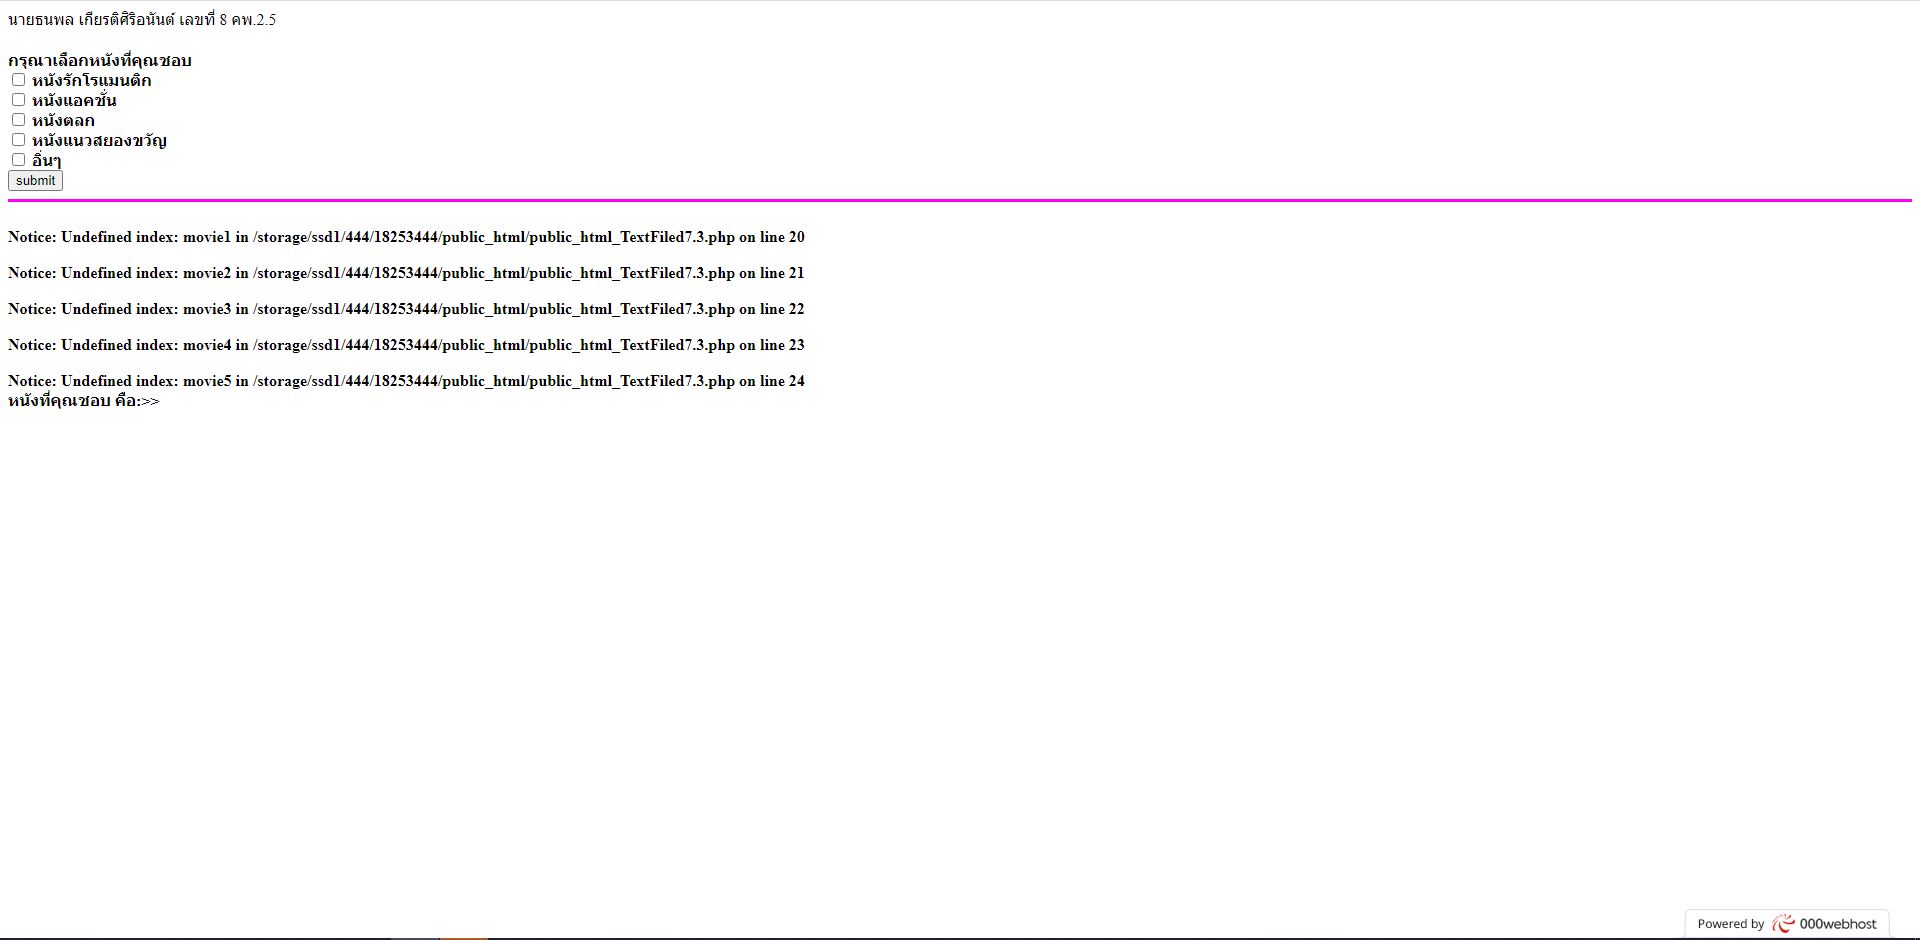 นายธนพล เกียรติศิริอนันต์ เลขที่ 8 คพ.2.5
กรุณาเลือกหนังที่คุณชอบ
หนังรักโรแมนติก
หนังแอคชั่น
หนังตลก
หนังแนวสยองขวัญ
อื่นๆ
submit
Notice: Undefined index: movie1 in /storage/ssd1/444/18253444/public_html/public_html_TextFiled7.3.php on line 20
Notice: Undefined index: movie2 in /storage/ssd1/444/18253444/public_html/public_html_TextFiled7.3.php on line 21
Notice: Undefined index: movie3 in /storage/ssd1/444/18253444/public_html/public_html_TextFiled7.3.php on line 22
Notice: Undefined index: movie4 in /storage/ssd1/444/18253444/public_html/public_html_TextFiled7.3.php on line 23
Notice: Undefined index: movie5 in /storage/ssd1/444/18253444/public_html/public_html_TextFiled7.3.php on line 24
หนังที่คุณชอบ คือ:>>
Powered by 000webhost